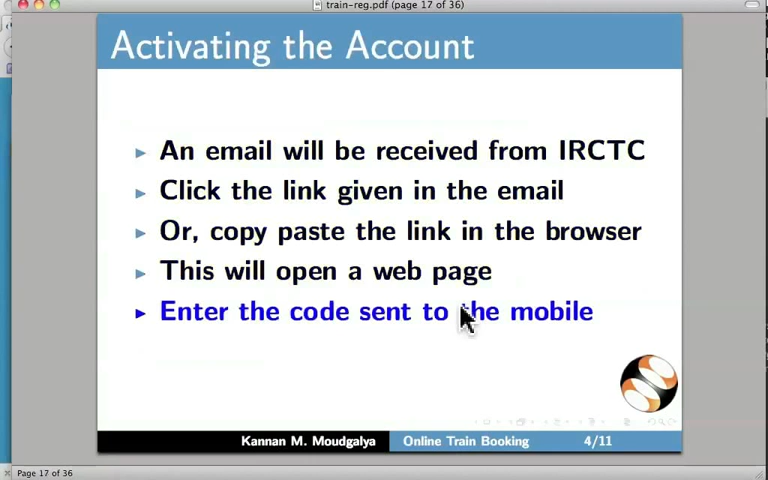 train-reg.pdf (page 17 of 36)
Activating the Account
An email will be received from IRCTC
Click the link given in the email
Or, copy paste the link in the browser
This will open a web page
Enter the code sent to the mobile
Kannan M. Moudgalya Online Train Booking 4/11
Page 17 of 36